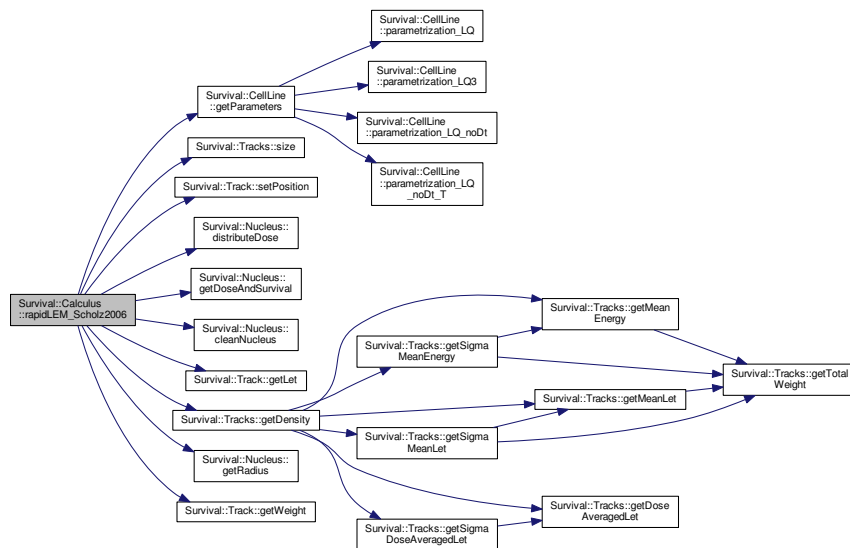 Survival::CellLine
::parametrization_LQ
Survival::CellLine
::parametrization_LQ3
Survival::CellLine
::getParameters
Survival::CellLine
::parametrization_LQ_noDt
Survival::Tracks::size
Survival::CellLine
::parametrization_LQ
_noDt_T
Survival::Track::setPosition
Survival::Nucleus::
distributeDose
Survival::Nucleus::
getDoseAndSurvival
Survival::Calculus
::rapidLEM_Scholz2006
Survival::Tracks::getMean
Energy
Survival::Nucleus::
cleanNucleus
Survival::Tracks::getSigma
MeanEnergy
Survival::Track::getLet
Survival::Tracks::getTotal
Weight
Survival::Tracks::getMeanLet
Survival::Tracks::getDensity
Survival::Tracks::getSigma
MeanLet
Survival::Nucleus::
getRadius
Survival::Track::getWeight
Survival::Tracks::getDose
AveragedLet
Survival::Tracks::getSigma
DoseAveragedLet